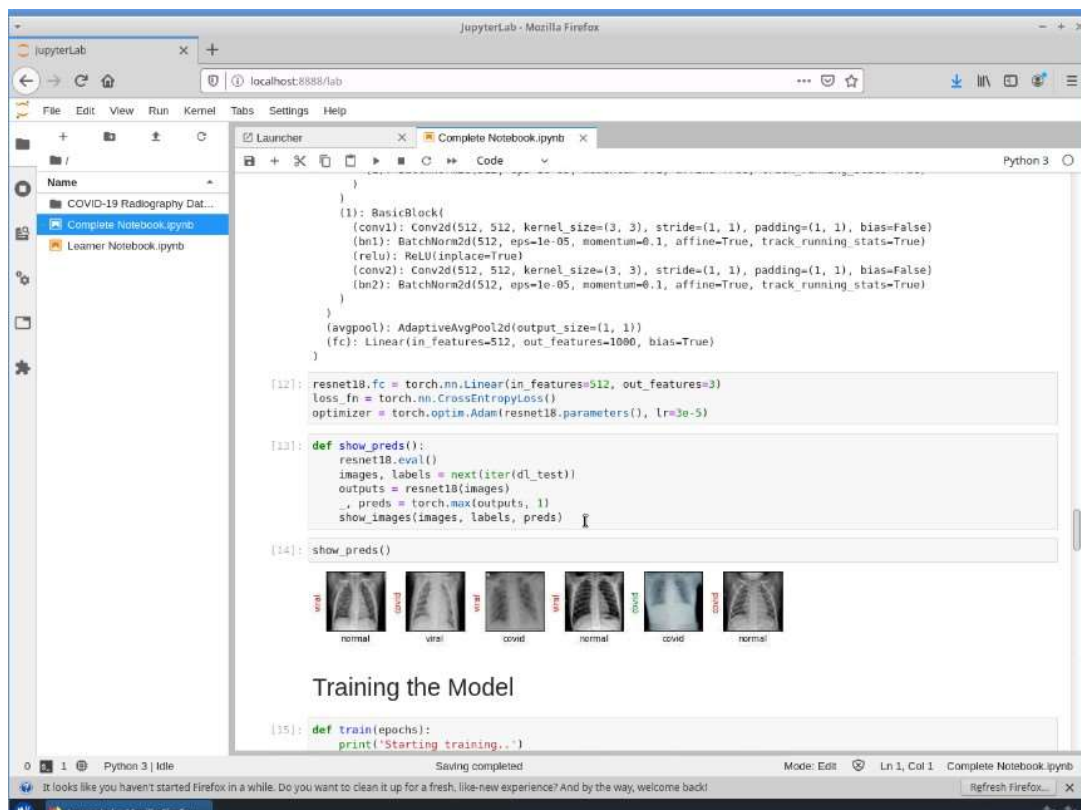 JupyterLab - Mozilla Firefox
JupyterLab
localhost:8888/lab
File Edit View Run Kernel Tabs Settings Help
Launcher
Complete Notebook.ipynb
Code
Python 3
/
Name
COVID-19 Radiography Dat...
Complete Notebook.ipynb
Learner Notebook.ipynb
)
)
(1): BasicBlock(
(conv1): Conv2d(512, 512, kernel_size=(3, 3), stride=(1, 1), padding=(1, 1), bias=False)
(bn1): BatchNorm2d(512, eps=1e-05, momentum=0.1, affine=True, track_running_stats=True)
(relu): ReLU(inplace=True)
(conv2): Conv2d(512, 512, kernel_size=(3, 3), stride=(1, 1), padding=(1, 1), bias=False)
(bn2): BatchNorm2d(512, eps=1e-05, momentum=0.1, affine=True, track_running_stats=True)
)
)
(avgpool): AdaptiveAvgPool2d(output_size=(1, 1))
(fc): Linear(in_features=512, out_features=1000, bias=True)
)
[12]: resnet18.fc = torch.nn.Linear(in_features=512, out_features=3)
loss_fn = torch.nn.CrossEntropyLoss()
optimizer = torch.optim.Adam(resnet18.parameters(), lr=3e-5)
[13]: def show_preds():
resnet18.eval()
images, labels = next(iter(dl_test))
outputs = resnet18(images)
_, preds = torch.max(outputs, 1)
show_images(images, labels, preds)
[14]: show_preds()
viral covid viral viral covid covid
normal viral covid normal covid normal
Training the Model
[15]: def train(epochs):
print('Starting training..')
0 1 Python 3 | Idle
Saving completed
Mode: Edit Ln 1, Col 1 Complete Notebook.ipynb
It looks like you haven't started Firefox in a while. Do you want to clean it up for a fresh, like-new experience? And by the way, welcome back!
Refresh Firefox...